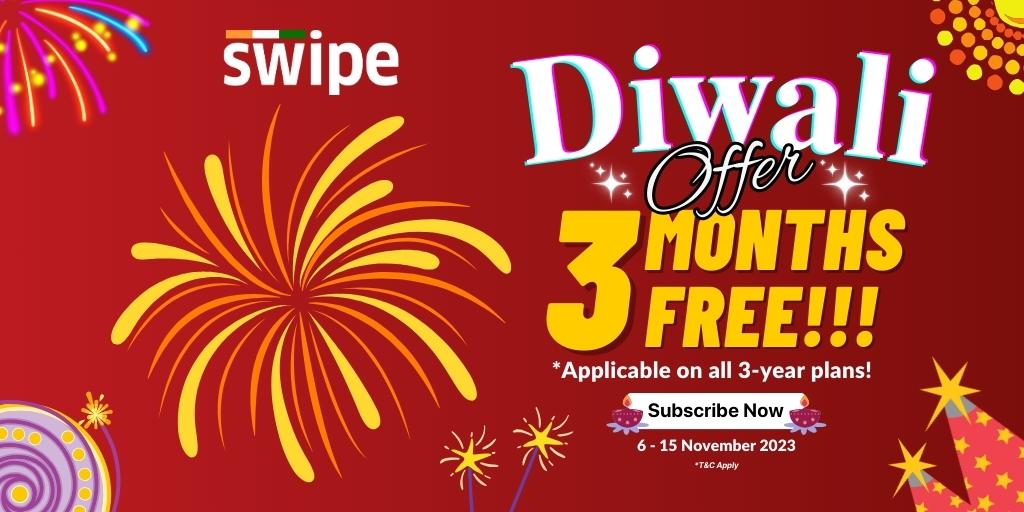 swipe
Diwali
Offer
3 MONTHS
FREE!!!
*Applicable on all 3-year plans!
Subscribe Now
6 - 15 November 2023
*T&C Apply